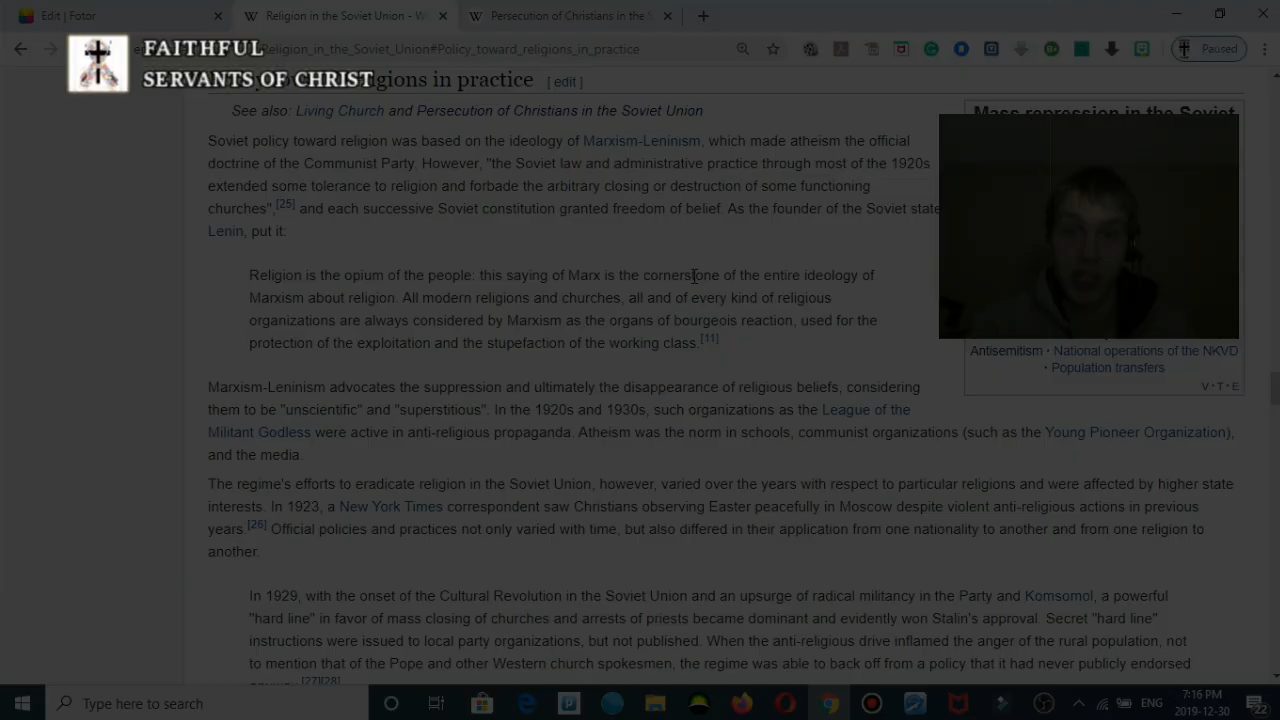 Edit | Fotor
Religion in the Soviet Union - W
Persecution of Christians in the S
Religion_in_the_Soviet_Union#Policy_toward_religions_in_practice
Paused
FAITHFUL
SERVANTS OF CHRIST
religions in practice [ edit ]
See also: Living Church and Persecution of Christians in the Soviet Union
Mass repression in the Soviet
Soviet policy toward religion was based on the ideology of Marxism-Leninism, which made atheism the official
doctrine of the Communist Party. However, "the Soviet law and administrative practice through most of the 1920s
extended some tolerance to religion and forbade the arbitrary closing or destruction of some functioning
churches",[25] and each successive Soviet constitution granted freedom of belief. As the founder of the Soviet state
Lenin, put it:
Religion is the opium of the people: this saying of Marx is the cornerstone of the entire ideology of
Marxism about religion. All modern religions and churches, all and of every kind of religious
organizations are always considered by Marxism as the organs of bourgeois reaction, used for the
protection of the exploitation and the stupefaction of the working class.[11]
Antisemitism · National operations of the NKVD
· Population transfers
V · T · E
Marxism-Leninism advocates the suppression and ultimately the disappearance of religious beliefs, considering
them to be "unscientific" and "superstitious". In the 1920s and 1930s, such organizations as the League of the
Militant Godless were active in anti-religious propaganda. Atheism was the norm in schools, communist organizations (such as the Young Pioneer Organization),
and the media.
The regime's efforts to eradicate religion in the Soviet Union, however, varied over the years with respect to particular religions and were affected by higher state
interests. In 1923, a New York Times correspondent saw Christians observing Easter peacefully in Moscow despite violent anti-religious actions in previous
years.[26] Official policies and practices not only varied with time, but also differed in their application from one nationality to another and from one religion to
another.
In 1929, with the onset of the Cultural Revolution in the Soviet Union and an upsurge of radical militancy in the Party and Komsomol, a powerful
"hard line" in favor of mass closing of churches and arrests of priests became dominant and evidently won Stalin's approval. Secret "hard line"
instructions were issued to local party organizations, but not published. When the anti-religious drive inflamed the anger of the rural population, not
to mention that of the Pope and other Western church spokesmen, the regime was able to back off from a policy that it had never publicly endorsed
[27][28]
Type here to search
ENG
7:16 PM
2019-12-30
22